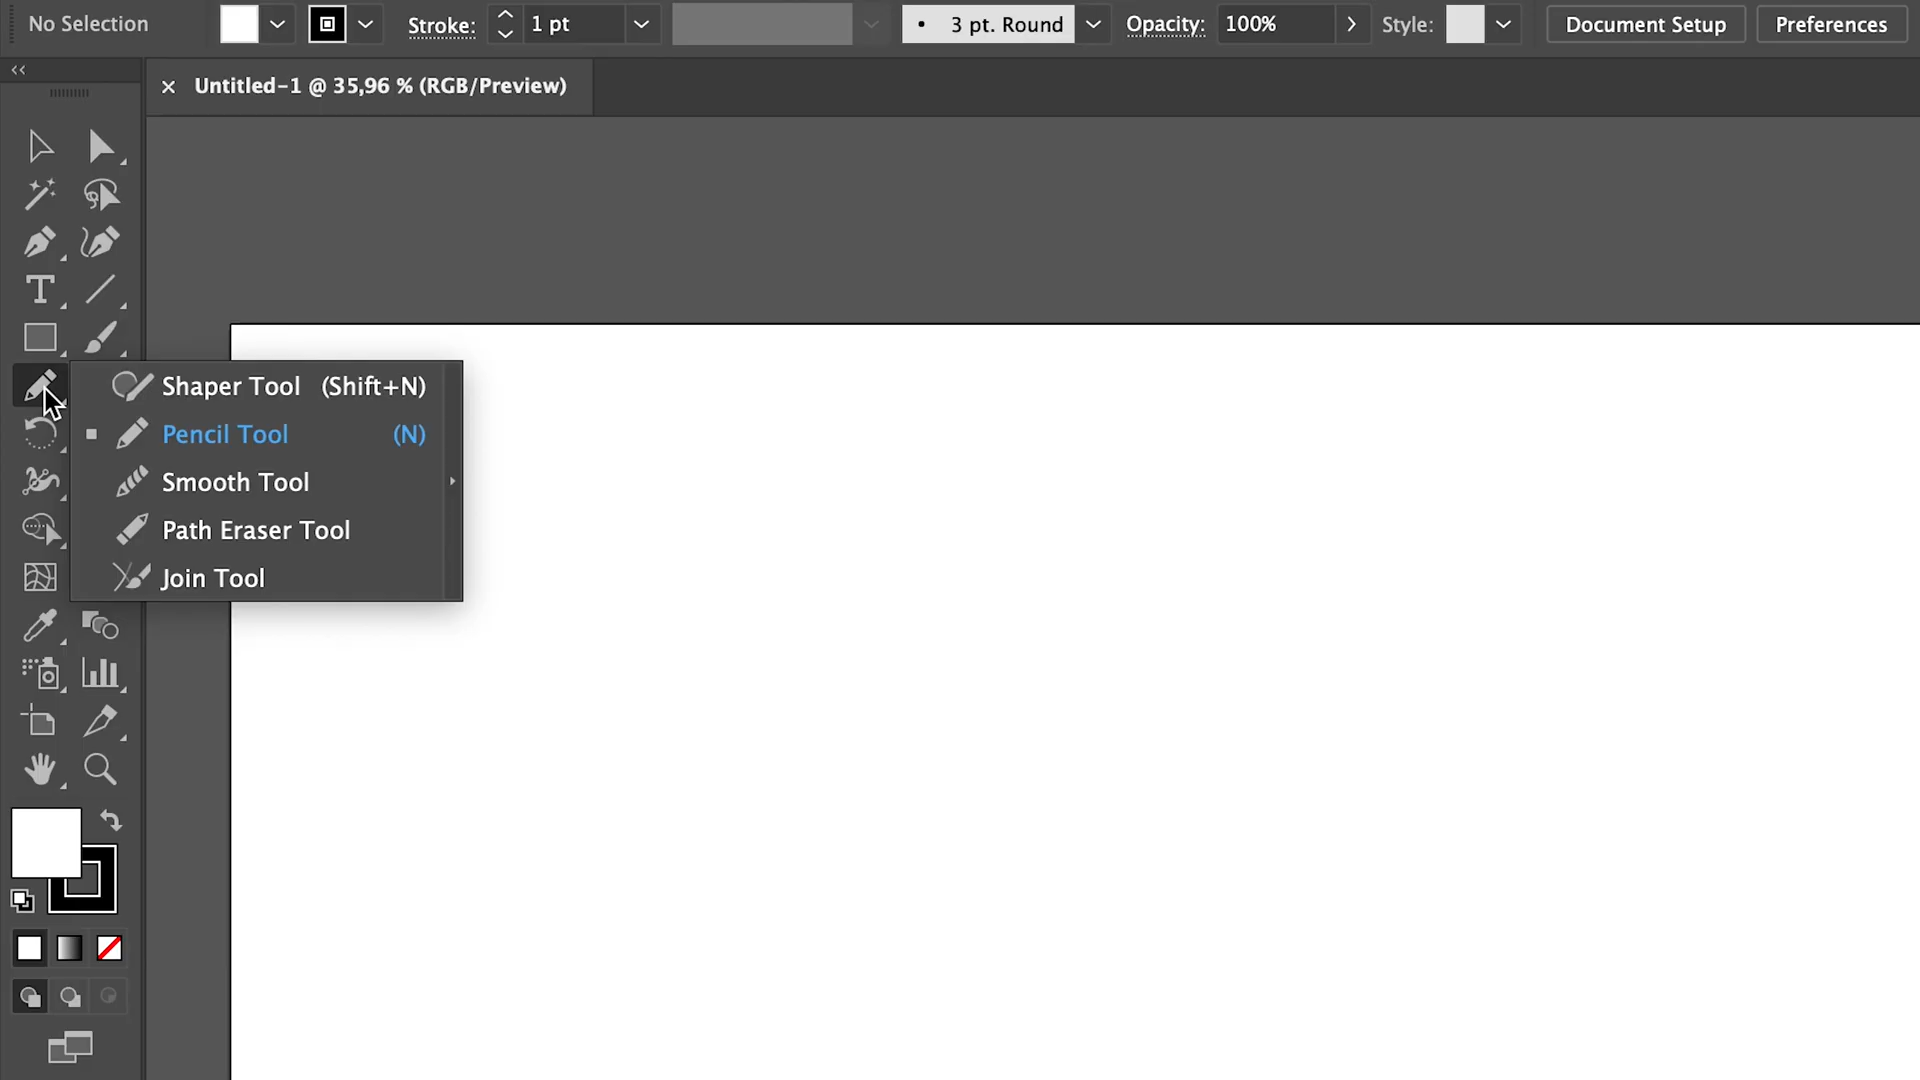 No Selection
Stroke: 1 pt
• 3 pt. Round
Opacity: 100%
Style:
Document Setup
Preferences
Untitled-1 @ 35,96 % (RGB/Preview)
Shaper Tool (Shift+N)
Pencil Tool (N)
Smooth Tool
Path Eraser Tool
Join Tool